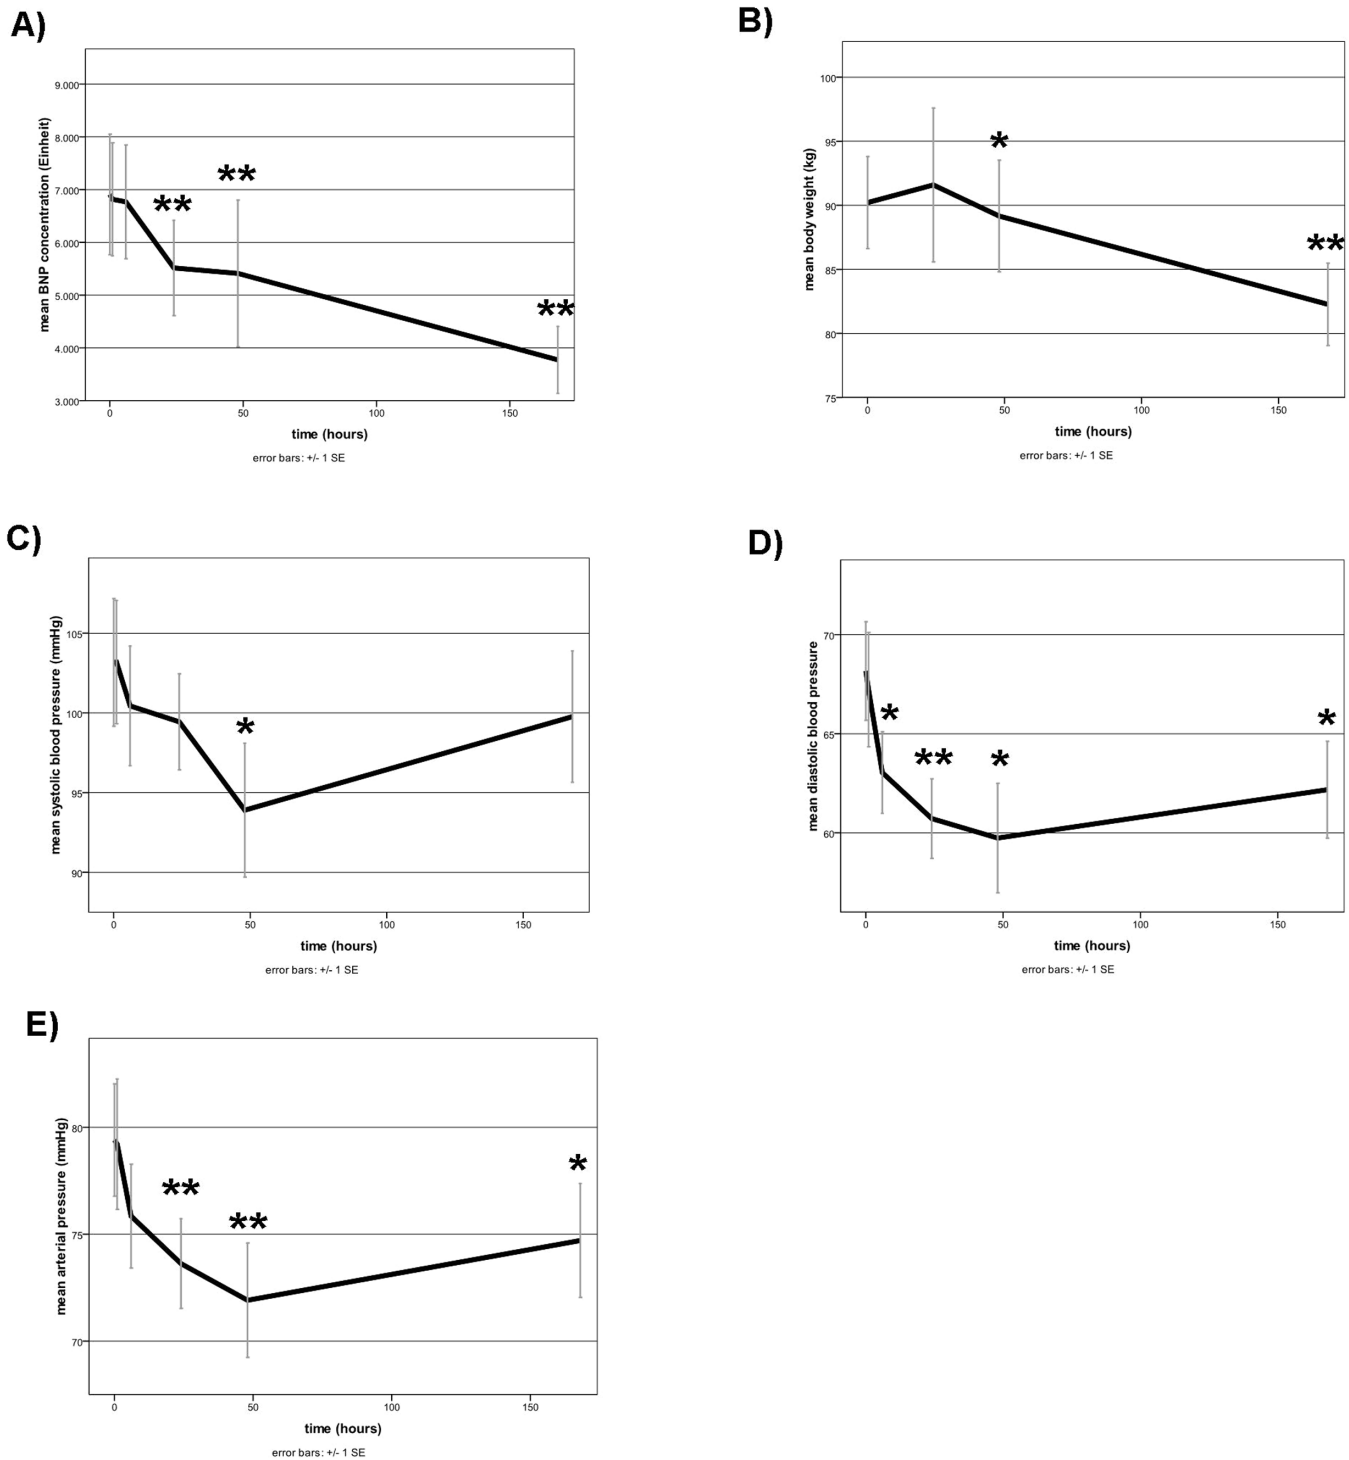 A)
mean BNP concentration (Einheit)
9.000
8.000
7.000
6.000
5.000
4.000
3.000
**
**
**
0 50 100 150
time (hours)
error bars: +/- 1 SE
B)
mean body weight (kg)
100
95
90
85
80
75
*
**
0 50 100 150
time (hours)
error bars: +/- 1 SE
C)
mean systolic blood pressure (mmHg)
105
100
95
90
*
0 50 100 150
time (hours)
error bars: +/- 1 SE
D)
mean diastolic blood pressure
70
65
60
*
**
*
*
0 50 100 150
time (hours)
error bars: +/- 1 SE
E)
mean arterial pressure (mmHg)
80
75
70
**
**
*
0 50 100 150
time (hours)
error bars: +/- 1 SE